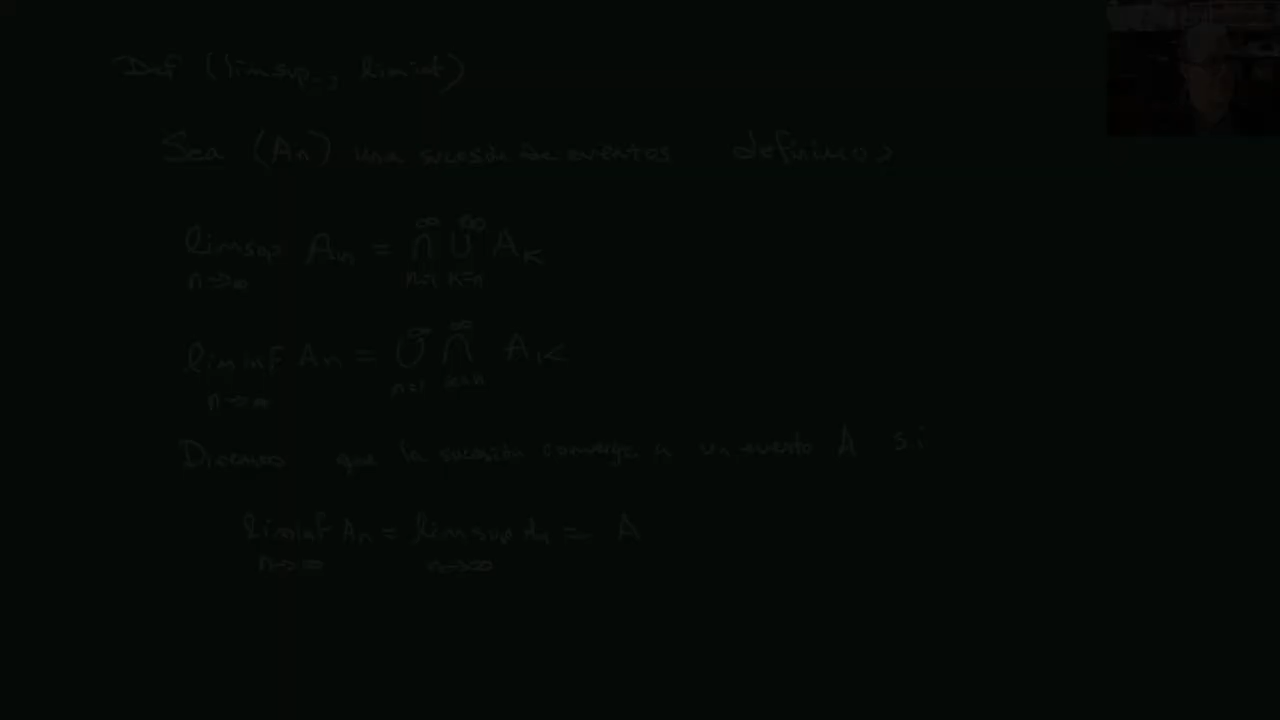 Def (limsup, liminf)
Sea (An) una sucesión de eventos definimos
limsup An = ∩ ∪ AK
n→∞ n=1 K=n
liminf An = ∪ ∩ AK
n→∞ n=1 K=n
Diremos que la sucesión converge a un evento A si
liminf An = limsup An = A
n→∞ n→∞